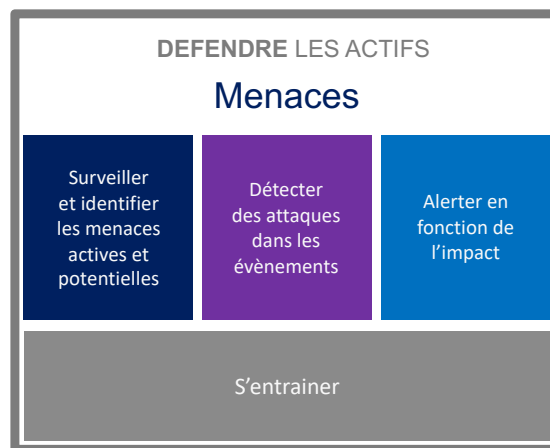 DEFENDRE LES ACTIFS
Menaces
Surveiller
et identifier
les menaces
actives et
potentielles
Détecter
des attaques
dans les
évènements
Alerter en
fonction de
l’impact
S’entrainer